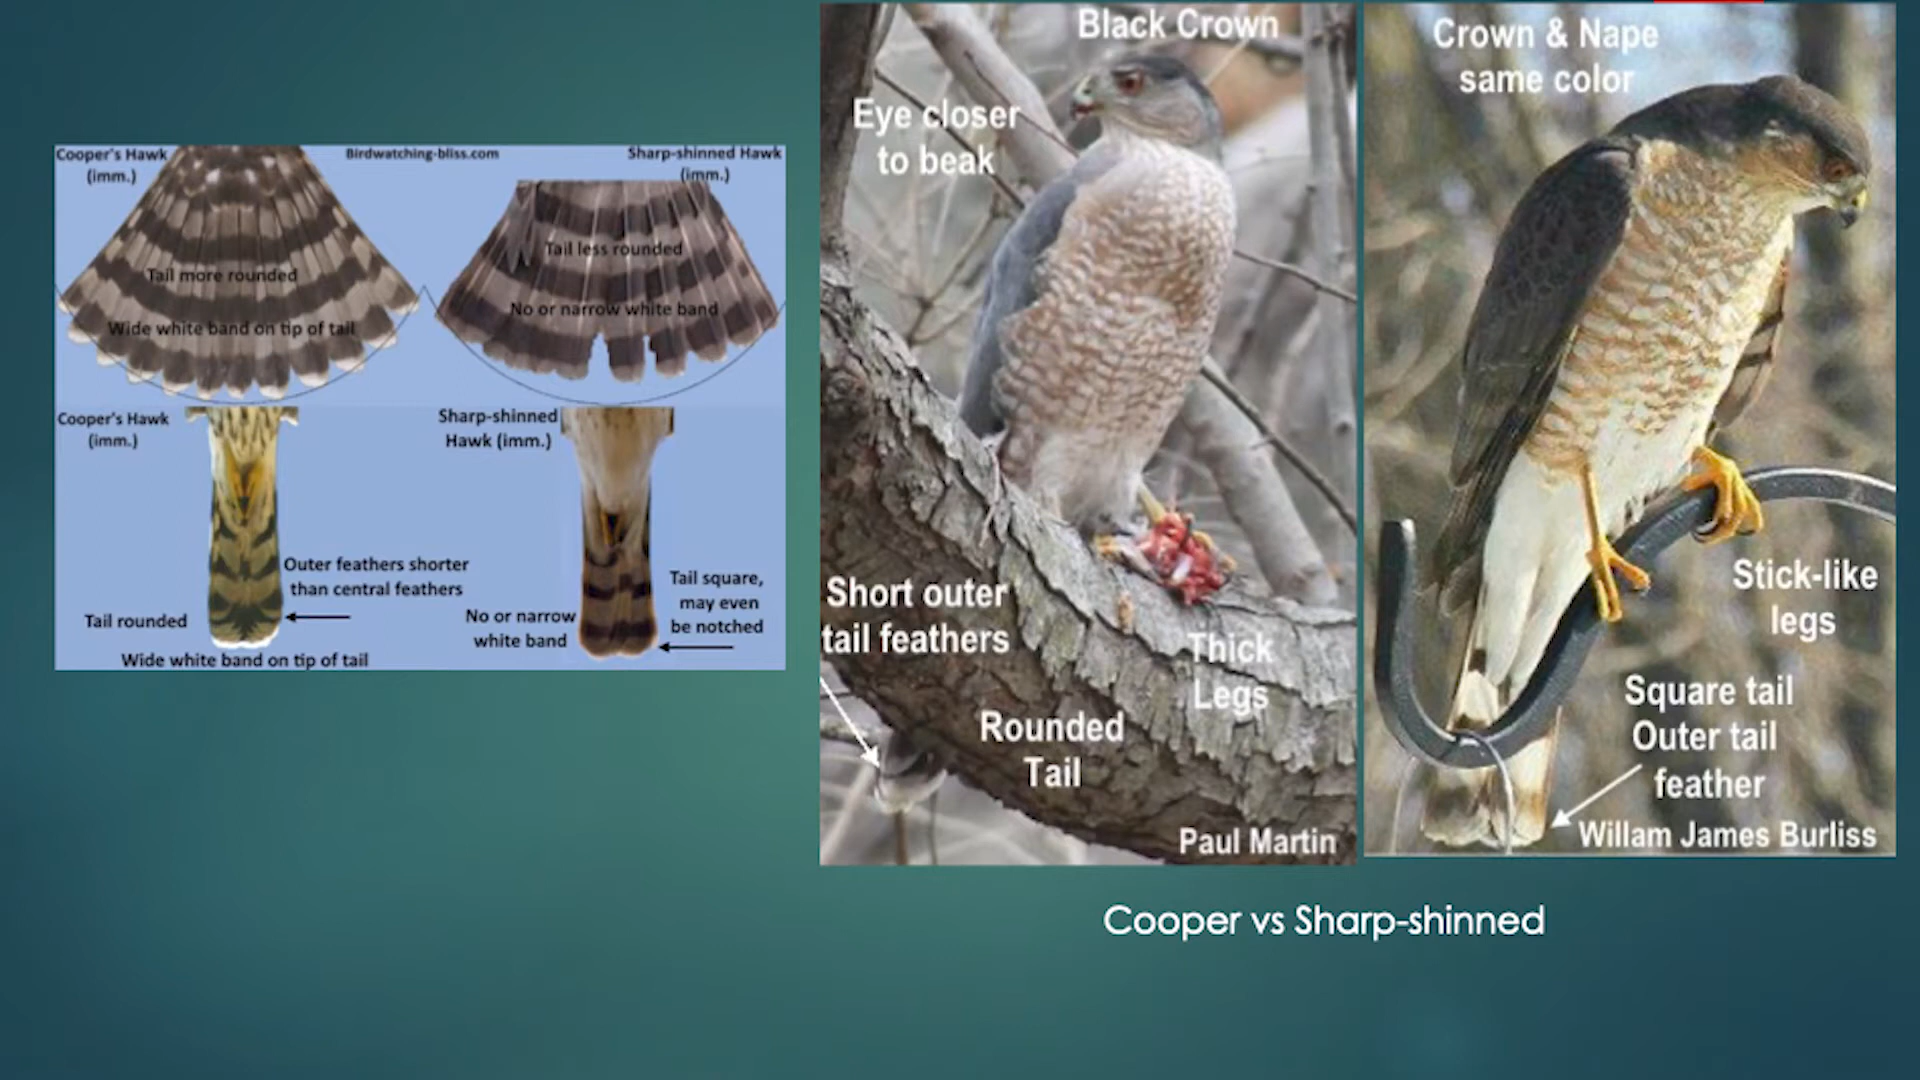 Cooper's Hawk
(imm.)
Birdwatching-bliss.com
Sharp-shinned Hawk
(imm.)
Tail more rounded
Wide white band on tip of tail
Tail less rounded
No or narrow white band
Cooper's Hawk
(imm.)
Outer feathers shorter
than central feathers
Tail rounded
Wide white band on tip of tail
Sharp-shinned
Hawk (imm.)
No or narrow
white band
Tail square,
may even
be notched
Black Crown
Eye closer
to beak
Short outer
tail feathers
Thick
Legs
Rounded
Tail
Paul Martin
Crown & Nape
same color
Stick-like
legs
Square tail
Outer tail
feather
Willam James Burliss
Cooper vs Sharp-shinned